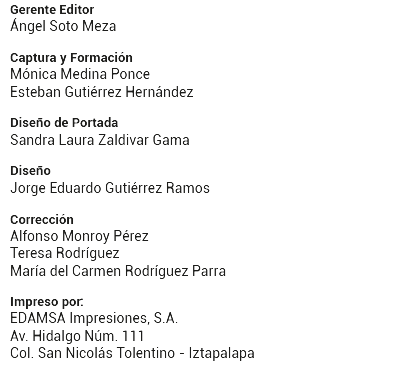 Gerente Editor
Ángel Soto Meza
Captura y Formación
Mónica Medina Ponce
Esteban Gutiérrez Hernández
Diseño de Portada
Sandra Laura Zaldivar Gama
Diseño
Jorge Eduardo Gutiérrez Ramos
Corrección
Alfonso Monroy Pérez
Teresa Rodríguez
María del Carmen Rodríguez Parra
Impreso por:
EDAMSA Impresiones, S.A.
Av. Hidalgo Núm. 111
Col. San Nicolás Tolentino - Iztapalapa